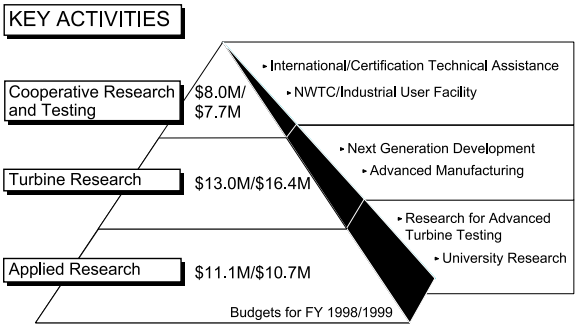 KEY ACTIVITIES
Cooperative Research
and Testing
$8.0M/
$7.7M
▸ International/Certification Technical Assistance
▸ NWTC/Industrial User Facility
Turbine Research
$13.0M/$16.4M
▸ Next Generation Development
▸ Advanced Manufacturing
Applied Research
$11.1M/$10.7M
▸ Research for Advanced
Turbine Testing
▸ University Research
Budgets for FY 1998/1999